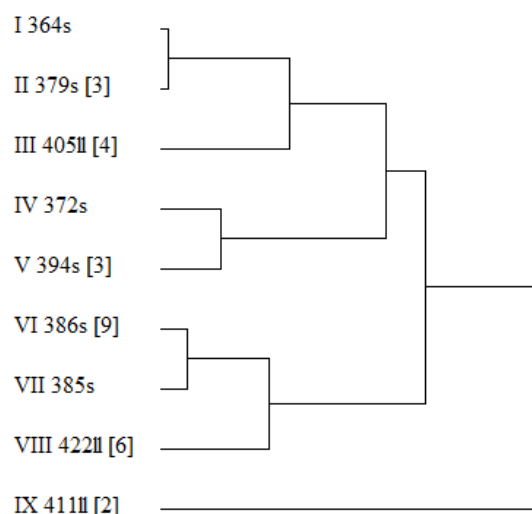 I 364s
II 379s [3]
III 405ll [4]
IV 372s
V 394s [3]
VI 386s [9]
VII 385s
VIII 422ll [6]
IX 411ll [2]